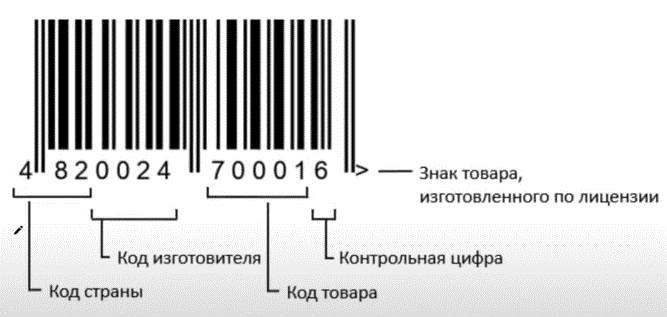 4 820024 700016 >
Знак товара,
изготовленного по лицензии
Код изготовителя
Контрольная цифра
Код страны
Код товара